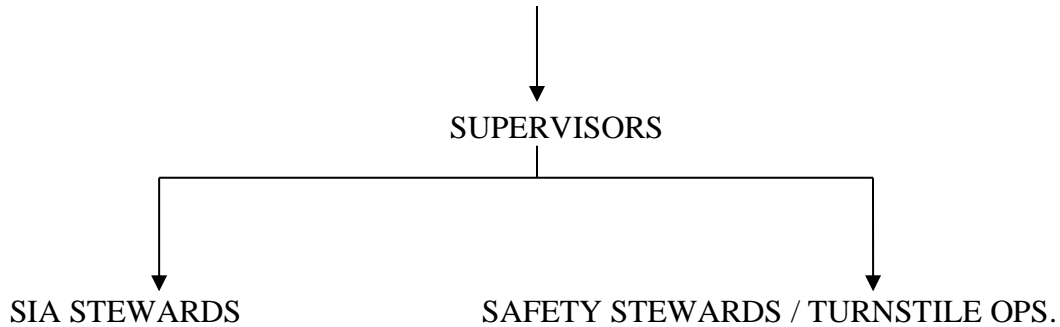 SUPERVISORS
SIA STEWARDS SAFETY STEWARDS / TURNSTILE OPS.